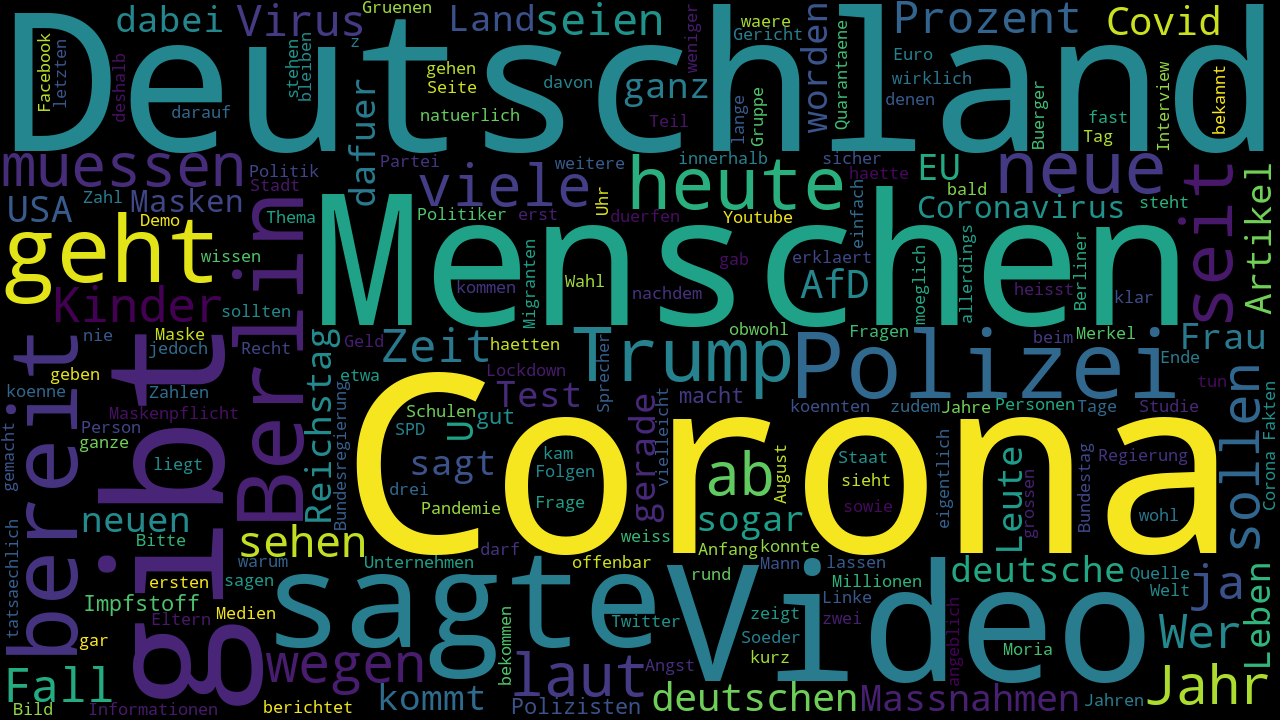 Deutschland
Menschen
Corona
Video
sagte
gibt
Berlin
Polizei
Trump
geht
bereit
muessen
viele
heute
neue
seit
dabei
Virus
Gruenen
Land
seien
weniger
waere
Gericht
worden
Prozent
Covid
Facebook
letzten
deshalb
z
stehen
bleiben
gehen
Seite
darauf
natuerlich
davon
ganz
Teil
lange
Gruppe
Quarantaene
Euro
wirklich
denen
Buerger
fast
Tag
Interview
bekannt
dafuer
Politik
Stadt
Partei
weitere
innerhalb
sicher
haette
EU
bald
steht
Artikel
USA
Zahl
Masken
Demo
Thema
Politiker
erst
Uhr
duerfen
Youtube
einfach
Coronavirus
wissen
Migranten
kommen
Wahl
nachdem
gab
erklaert
AfD
moeglich
allerdings
heisst
Berliner
klar
Kinder
sollten
nie
Maske
jedoch
Recht
Reichstag
Geld
Zeit
haetten
obwohl
Fragen
beim
Merkel
Frau
Ende
koenne
geben
Zahlen
etwa
Lockdown
Sprecher
Test
macht
koennten
zudem
Jahre
Personen
Tage
Studie
tun
sollen
Corona Fakten
gemacht
Person
ganze
Maskenpflicht
Bundesregierung
Schulen
SPD
U
gut
gerade
vielleicht
liegt
sagt
kam
Folgen
ab
August
Staat
sieht
eigentlich
Leute
grossen
Bundestag
Regierung
drei
Pandemie
Frage
sowie
wohl
neuen
Bitte
sehen
weiss
sogar
tatsaechlich
warum
Unternehmen
darf
offenbar
Anfang
konnte
Mann
lassen
ersten
sagen
rund
Millionen
deutsche
Quelle
Welt
ja
Leben
Impfstoff
Eltern
Medien
Twitter
zeigt
Linke
zwei
gar
bekommen
Soeder
kurz
angeblich
Moria
Wer
Fall
wegen
laut
Angst
Jahr
Bild
Informationen
berichtet
kommt
Polizisten
deutschen
Massnahmen
Jahren